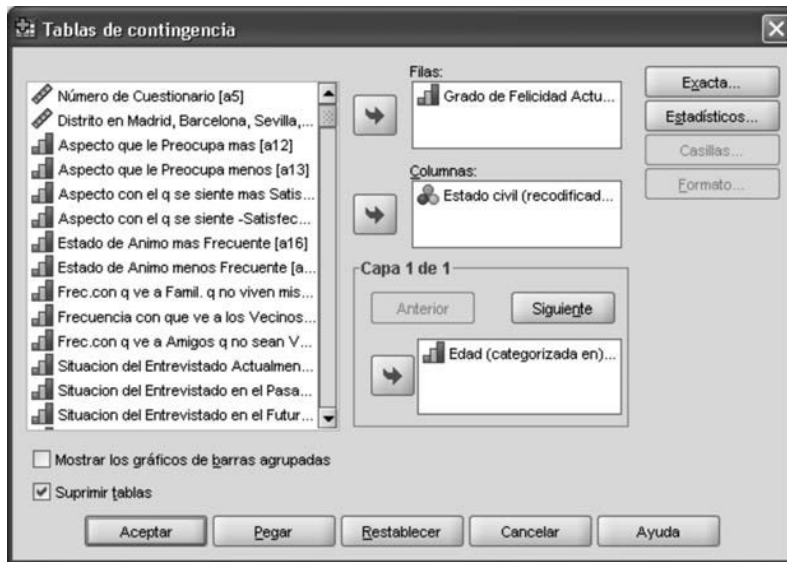 Tablas de contingencia
Número de Cuestionario [a5]
Distrito en Madrid, Barcelona, Sevilla,...
Aspecto que le Preocupa mas [a12]
Aspecto que le Preocupa menos [a13]
Aspecto con el q se siente mas Satis...
Aspecto con el q se siente -Satisfec...
Estado de Animo mas Frecuente [a16]
Estado de Animo menos Frecuente [a...
Frec.con q ve a Famil. q no viven mis...
Frecuencia con que ve a los Vecinos...
Frec.con q ve a Amigos q no sean V...
Situacion del Entrevistado Actualmen...
Situacion del Entrevistado en el Pasa...
Situacion del Entrevistado en el Futur...
Filas:
Grado de Felicidad Actu...
Columnas:
Estado civil (recodificad...
Capa 1 de 1
Anterior
Siguiente
Edad (categorizada en)...
Exacta...
Estadísticos...
Casillas...
Formato...
Mostrar los gráficos de barras agrupadas
Suprimir tablas
Aceptar
Pegar
Restablecer
Cancelar
Ayuda